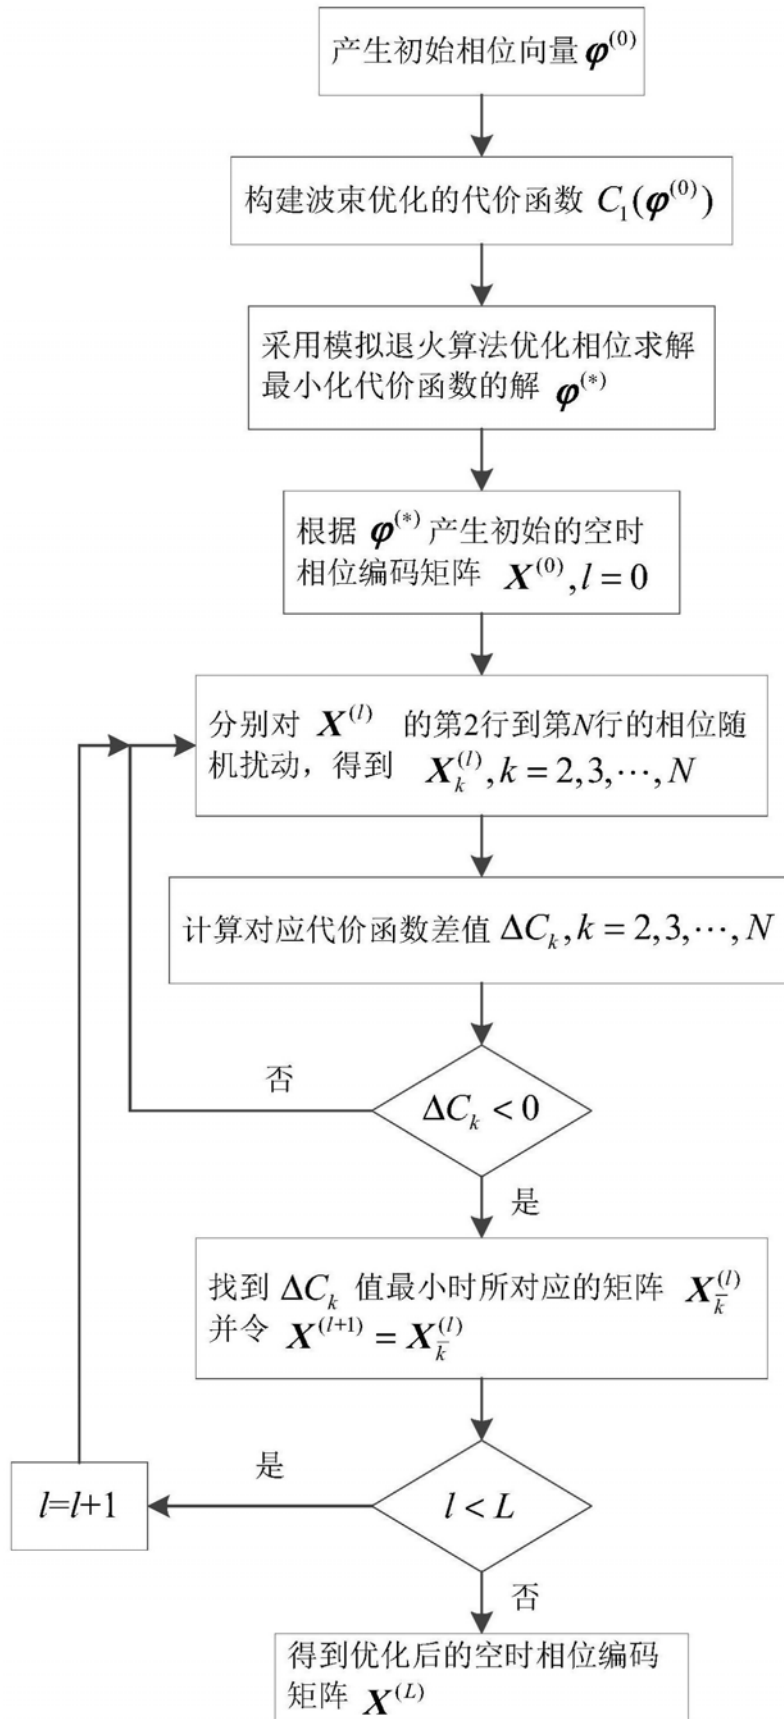 产生初始相位向量 φ^(0)
构建波束优化的代价函数 C₁(φ^(0))
采用模拟退火算法优化相位求解
最小化代价函数的解 φ^(*)
根据 φ^(*) 产生初始的空时
相位编码矩阵 X^(0), l = 0
分别对 X^(l) 的第2行到第N行的相位随
机扰动，得到 X_k^(l), k = 2,3,⋯,N
计算对应代价函数差值 ΔC_k, k = 2,3,⋯,N
否
ΔC_k < 0
是
找到 ΔC_k 值最小时所对应的矩阵 X_k̄^(l)
并令 X^(l+1) = X_k̄^(l)
是
l=l+1
l < L
否
得到优化后的空时相位编码
矩阵 X^(L)